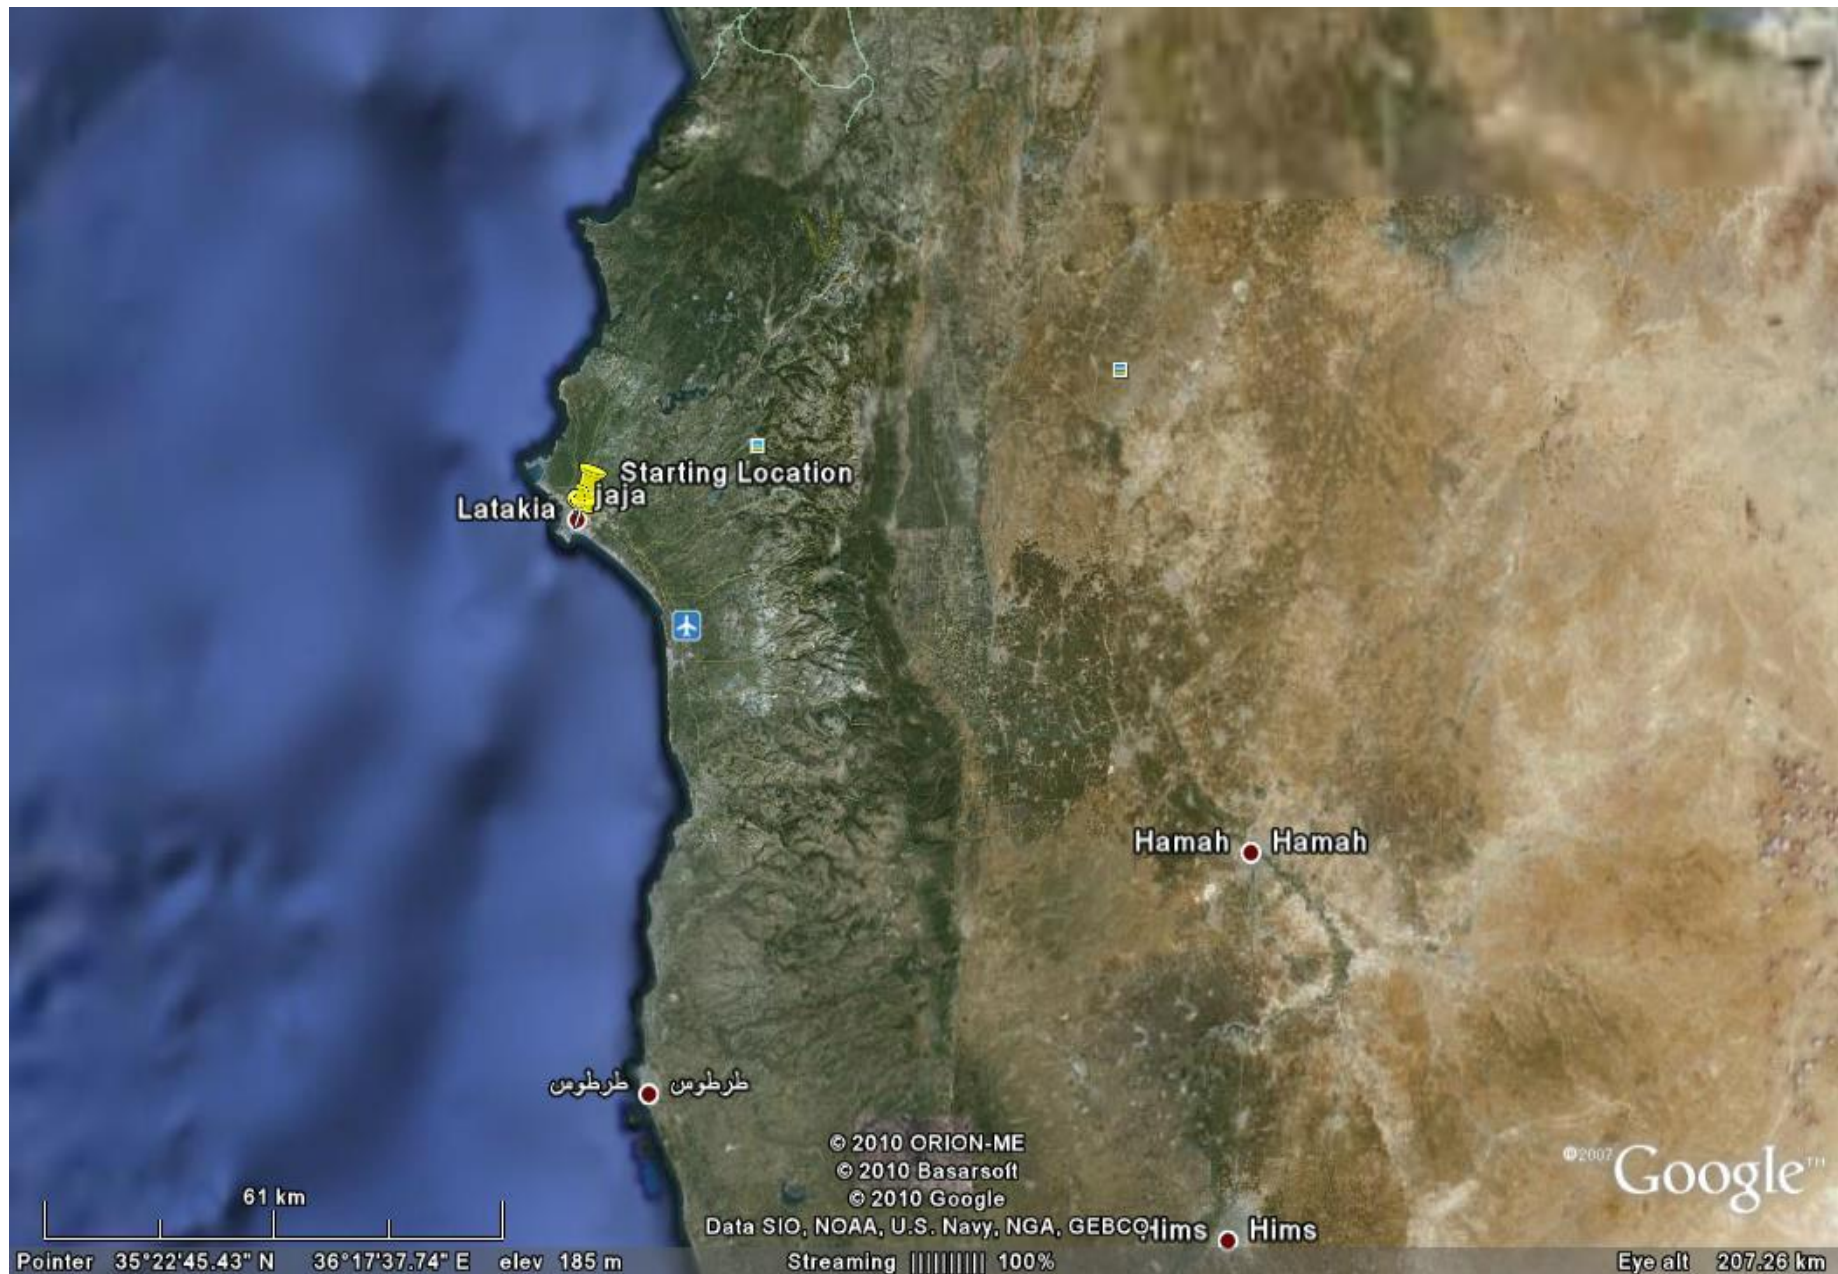 Starting Location
jaja
Latakia
Hamah Hamah
طرطوس طرطوس
© 2010 ORION-ME
© 2010 Basarsoft
© 2010 Google
©2007 Google™
61 km
Data SIO, NOAA, U.S. Navy, NGA, GEBCO
Hims Hims
Pointer 35°22'45.43" N 36°17'37.74" E elev 185 m Streaming |||||||||| 100% Eye alt 207.26 km